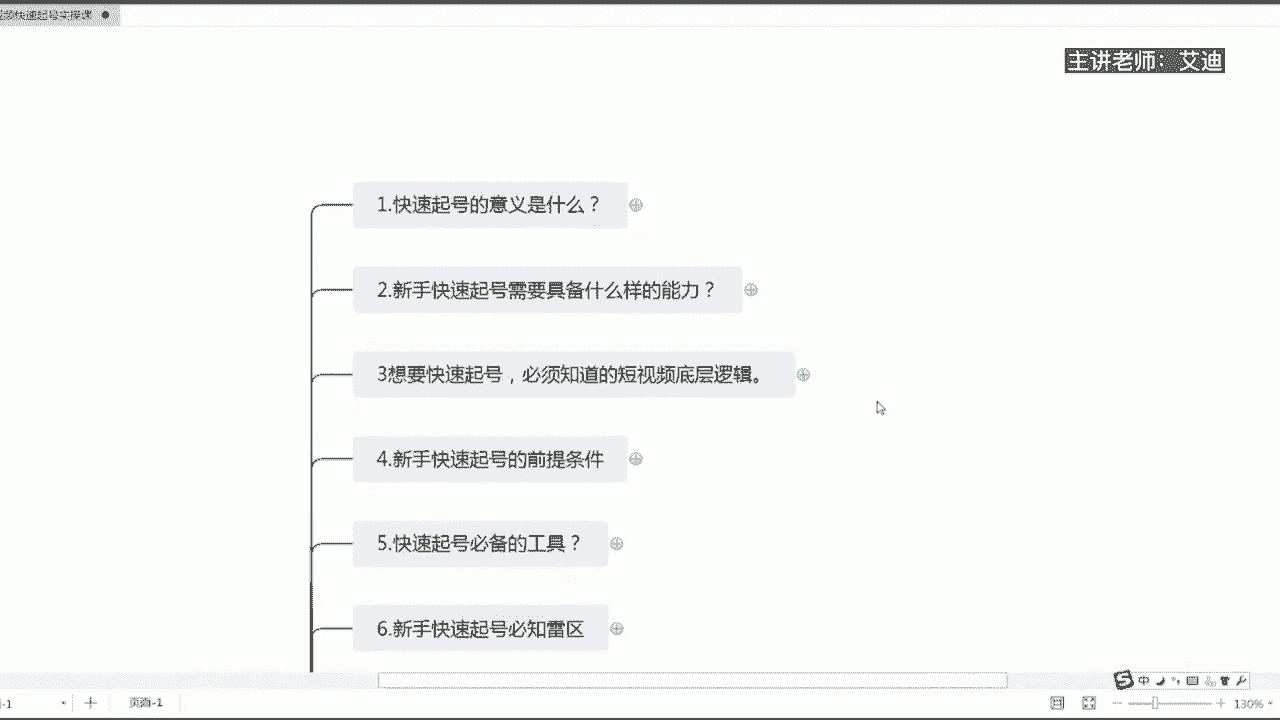 快速起号实操课
主讲老师：艾迪
1.快速起号的意义是什么？
2.新手快速起号需要具备什么样的能力？
3想要快速起号，必须知道的短视频底层逻辑。
4.新手快速起号的前提条件
5.快速起号必备的工具？
6.新手快速起号必知雷区
中
-1
页面-1
130%